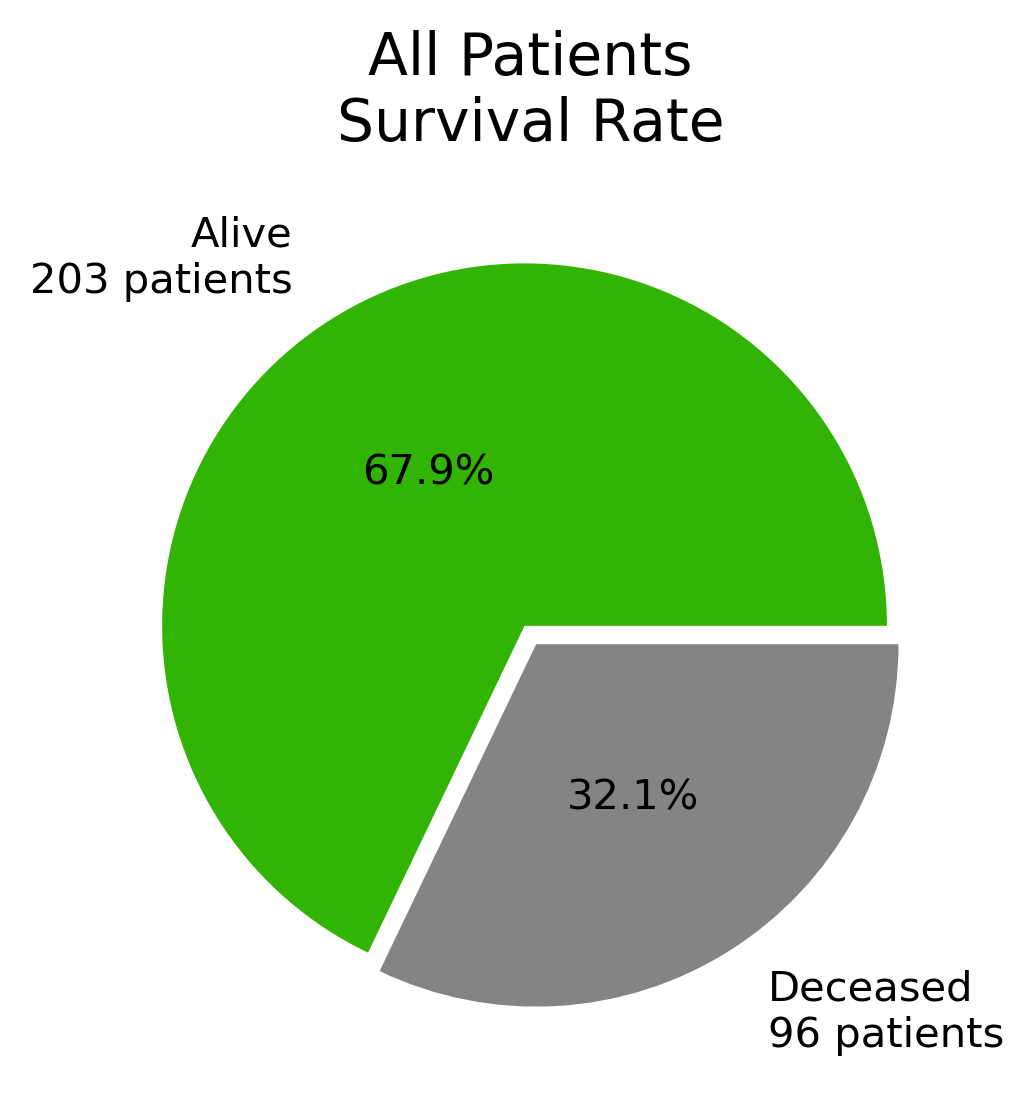 All Patients
Survival Rate
Alive
203 patients
67.9%
32.1%
Deceased
96 patients